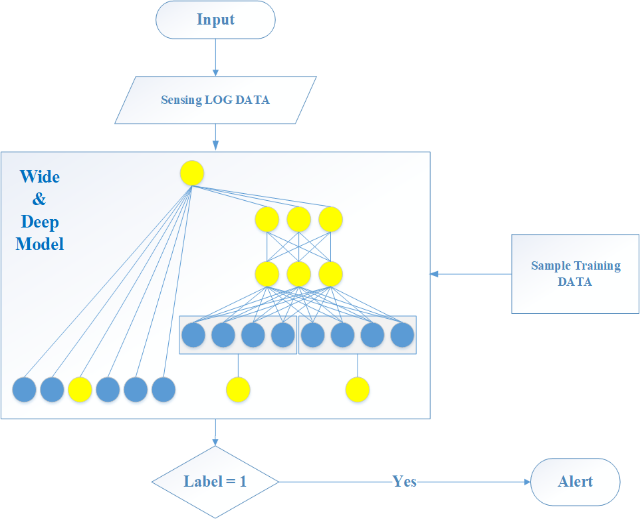 Input
Sensing LOG DATA
Wide
&
Deep
Model
Sample Training
DATA
Label = 1
Yes
Alert